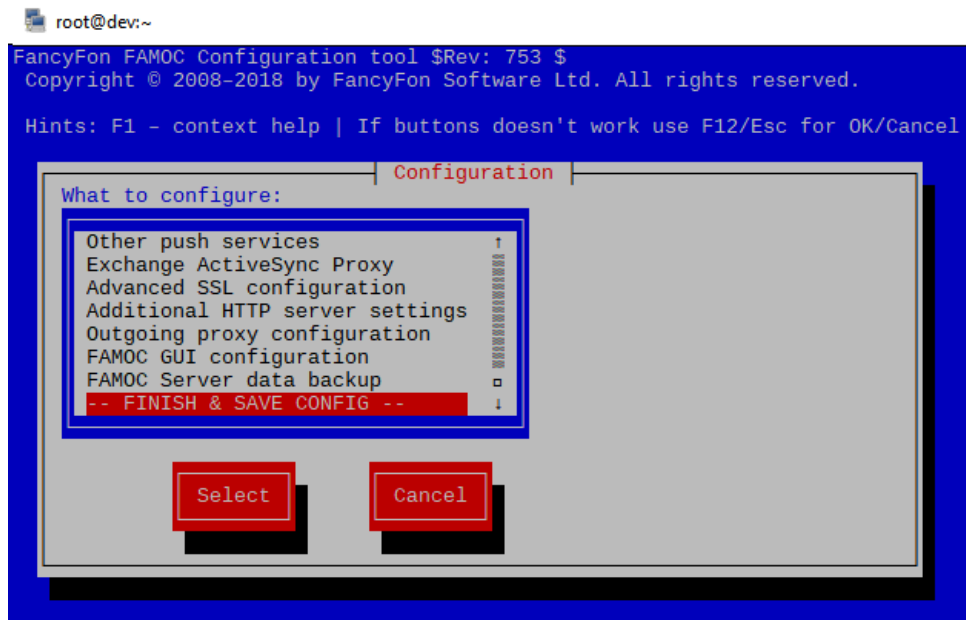 root@dev:~
FancyFon FAMOC Configuration tool $Rev: 753 $
Copyright © 2008–2018 by FancyFon Software Ltd. All rights reserved.
Hints: F1 – context help | If buttons doesn't work use F12/Esc for OK/Cancel
Configuration
What to configure:
Other push services
Exchange ActiveSync Proxy
Advanced SSL configuration
Additional HTTP server settings
Outgoing proxy configuration
FAMOC GUI configuration
FAMOC Server data backup
-- FINISH & SAVE CONFIG --
Select Cancel